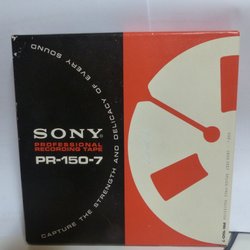 SONY®
PROFESSIONAL
RECORDING TAPE
PR-150-7
CAPTURE THE STRENGTH AND DELICACY OF EVERY SOUND